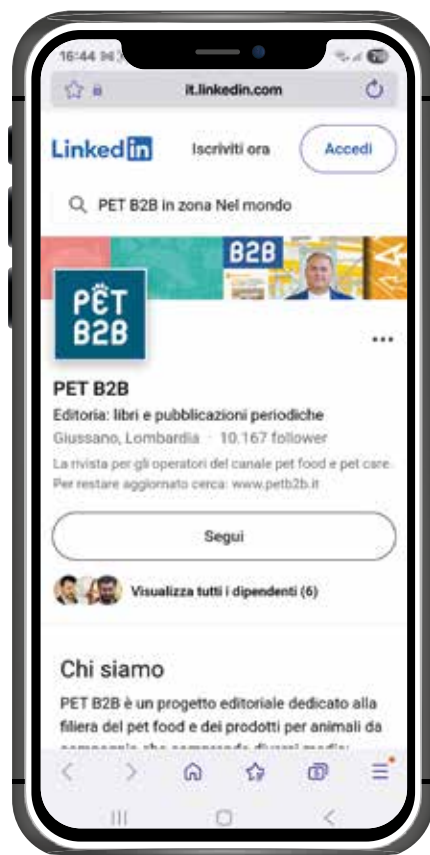 16:44
it.linkedin.com
Linked in
Iscriviti ora
Accedi
PET B2B in zona Nel mondo
B2B
PET
B2B
PET B2B
Editoria: libri e pubblicazioni periodiche
Giussano, Lombardia · 10.167 follower
La rivista per gli operatori del canale pet food e pet care.
Per restare aggiornato cerca: www.petb2b.it
Segui
Visualizza tutti i dipendenti (6)
Chi siamo
PET B2B è un progetto editoriale dedicato alla
filiera del pet food e dei prodotti per animali da